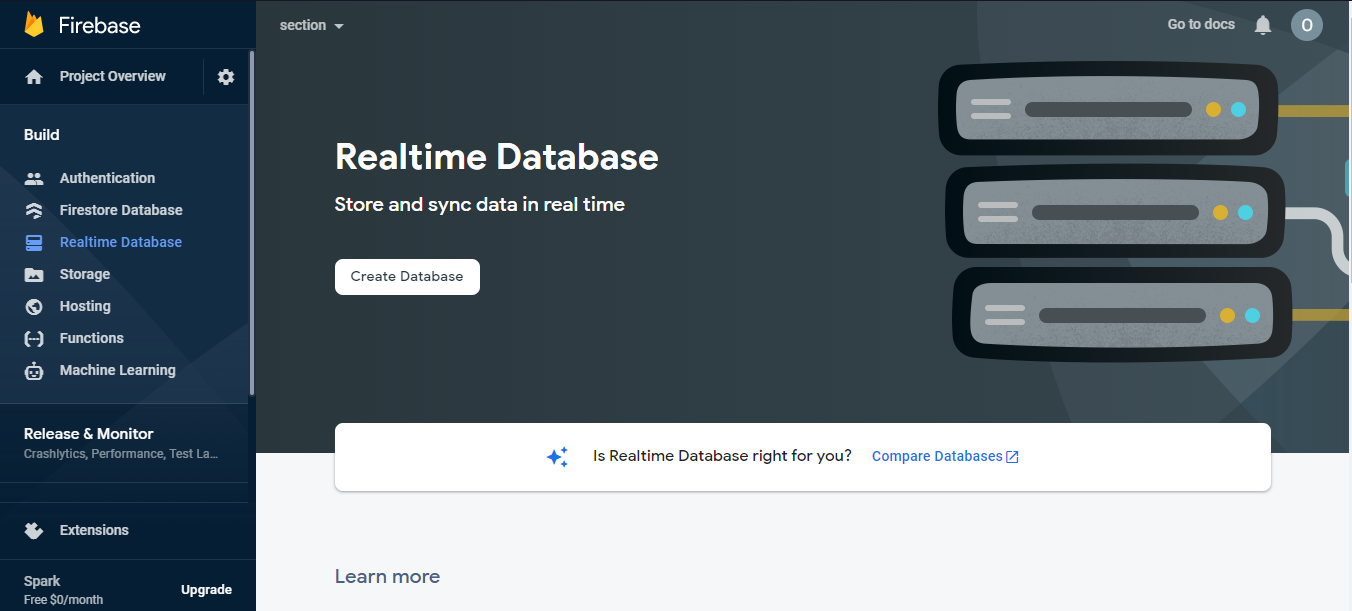 Firebase
Project Overview
Build
Authentication
Firestore Database
Realtime Database
Storage
Hosting
Functions
Machine Learning
Release & Monitor
Crashlytics, Performance, Test La...
Extensions
Spark
Free $0/month
Upgrade
section
Go to docs
O
Realtime Database
Store and sync data in real time
Create Database
Is Realtime Database right for you? Compare Databases
Learn more